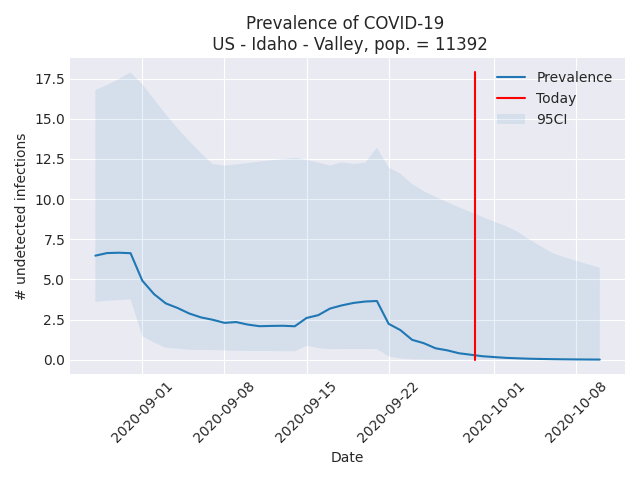 Prevalence of COVID-19
US - Idaho - Valley, pop. = 11392
# undetected infections
17.5
15.0
12.5
10.0
7.5
5.0
2.5
0.0
Prevalence
Today
95CI
2020-09-01
2020-09-08
2020-09-15
2020-09-22
2020-10-01
2020-10-08
Date